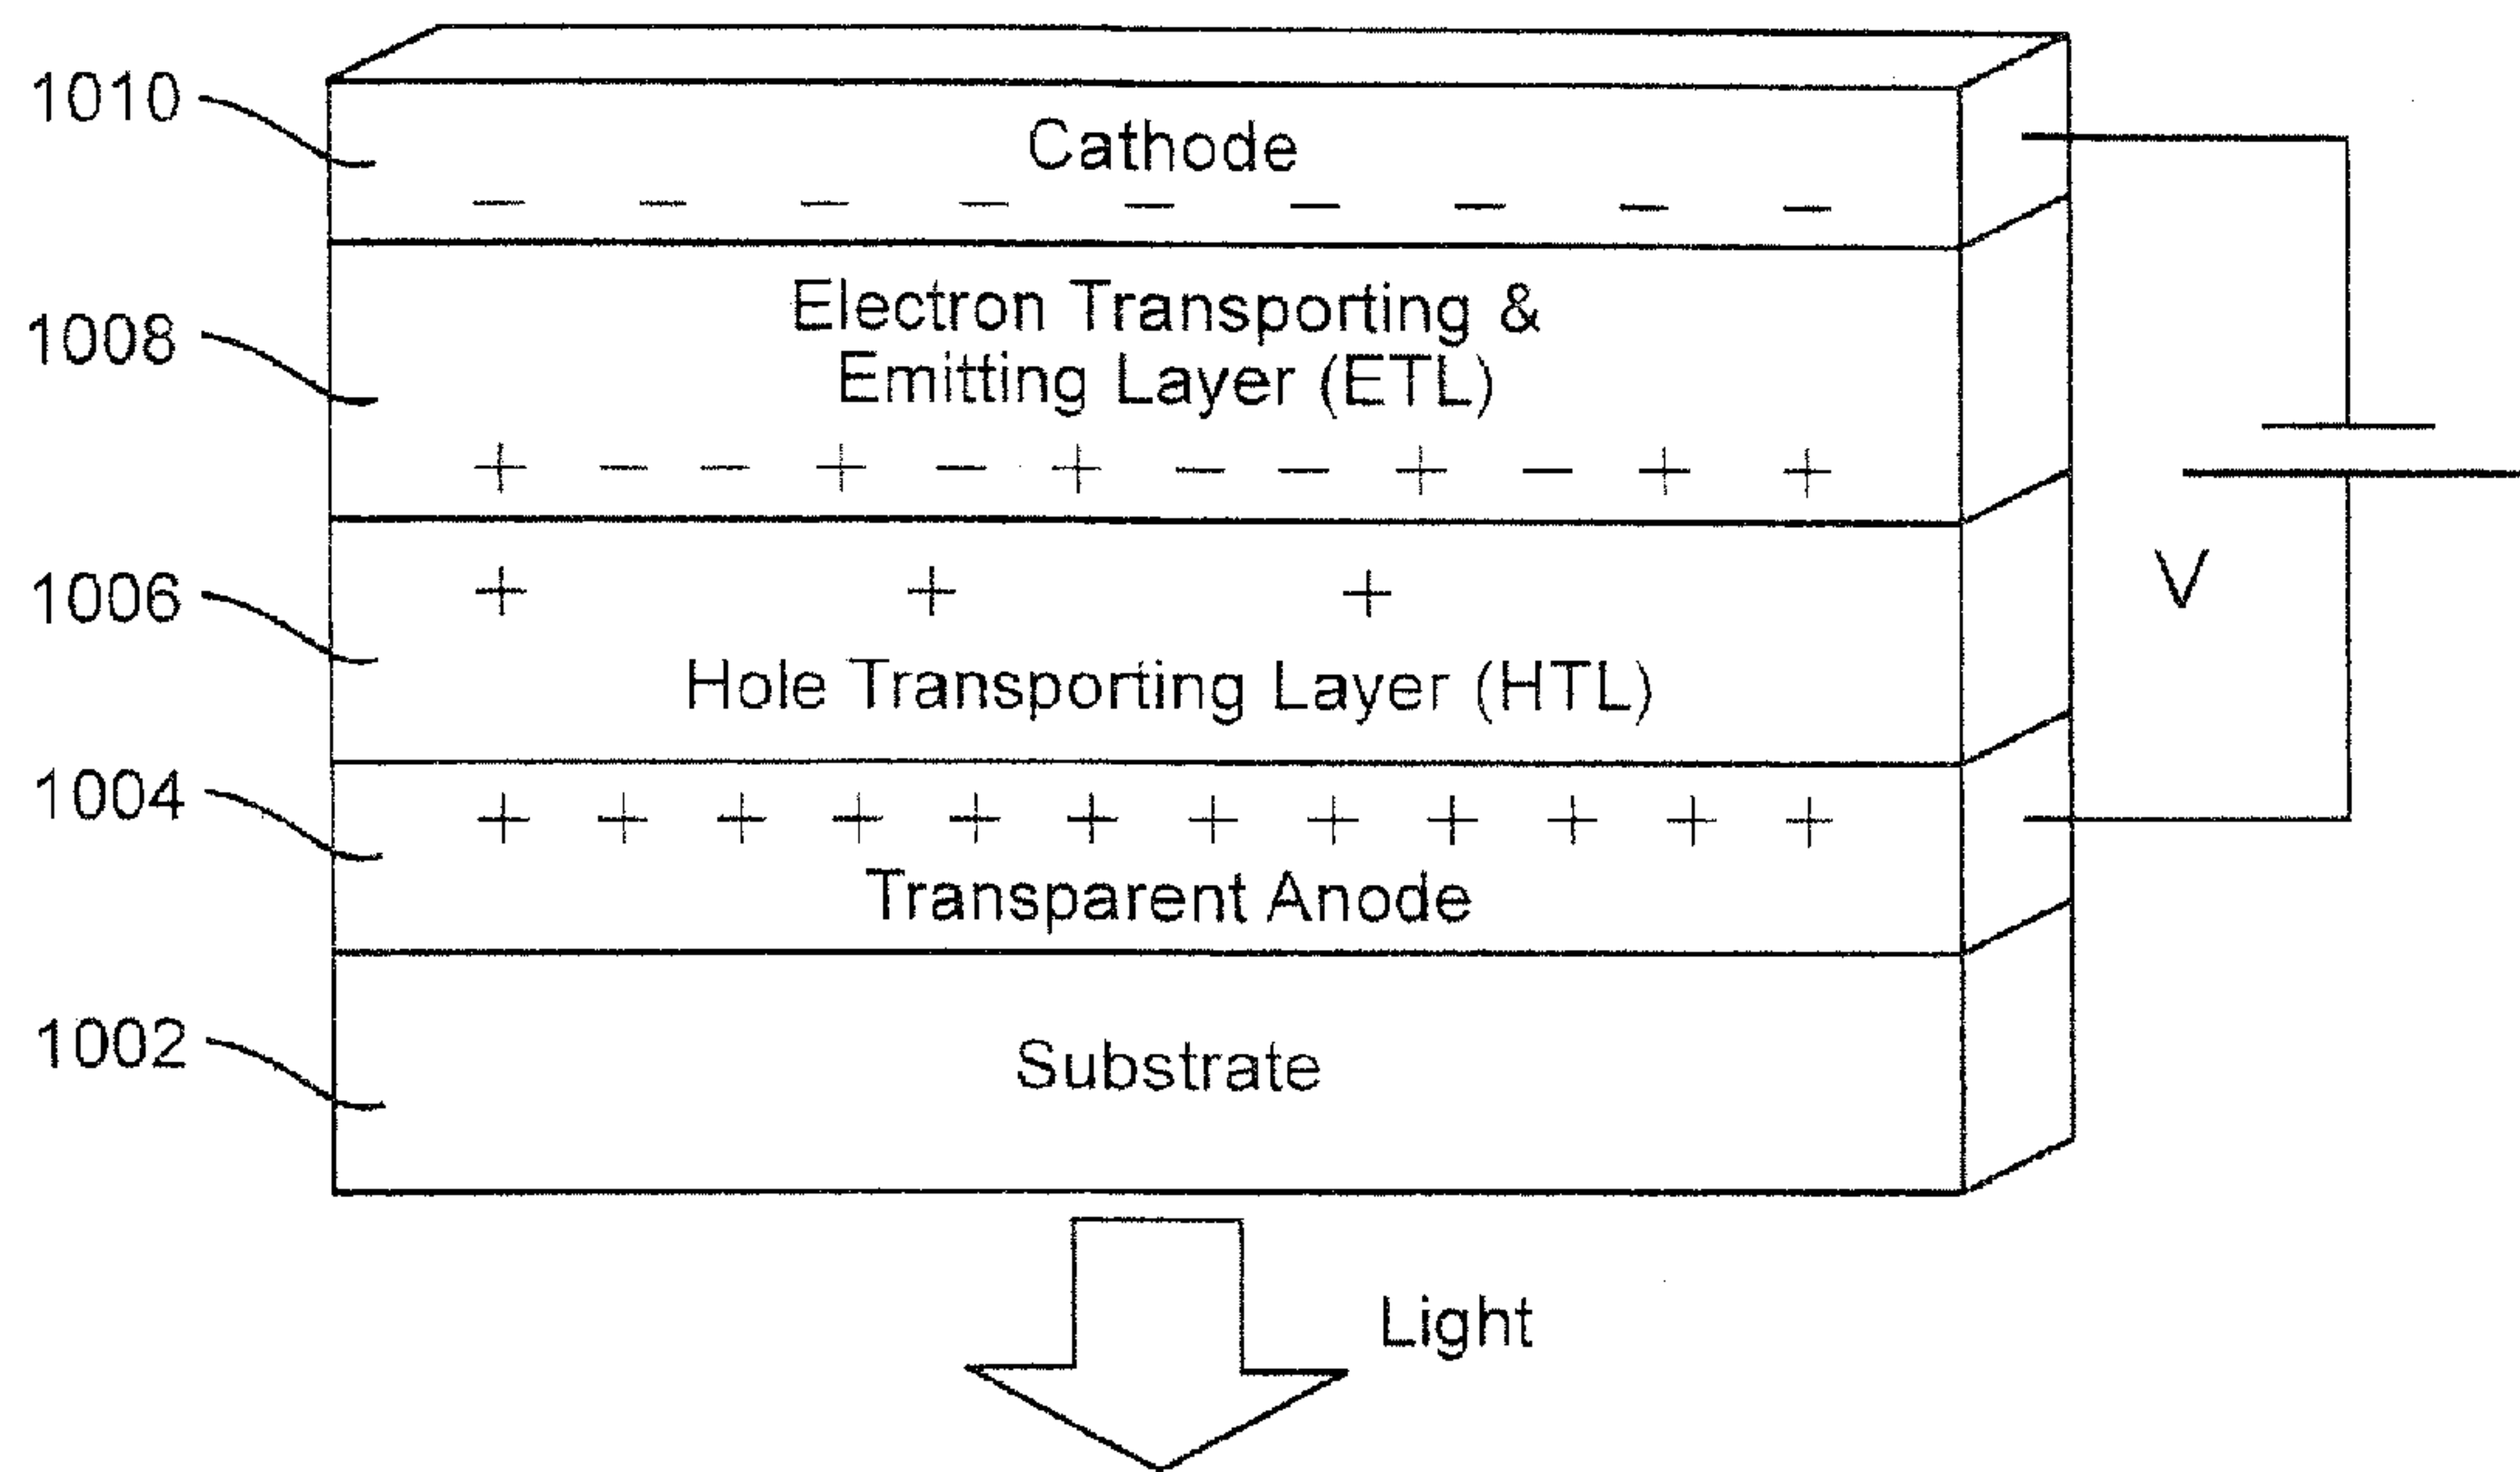 1010
Cathode
− − − − − − − − −
1008
Electron Transporting &
Emitting Layer (ETL)
+ − − + − + − − + − + +
1006
+ + +
Hole Transporting Layer (HTL)
V
1004
+ + + + + + + + + + + +
Transparent Anode
1002
Substrate
Light